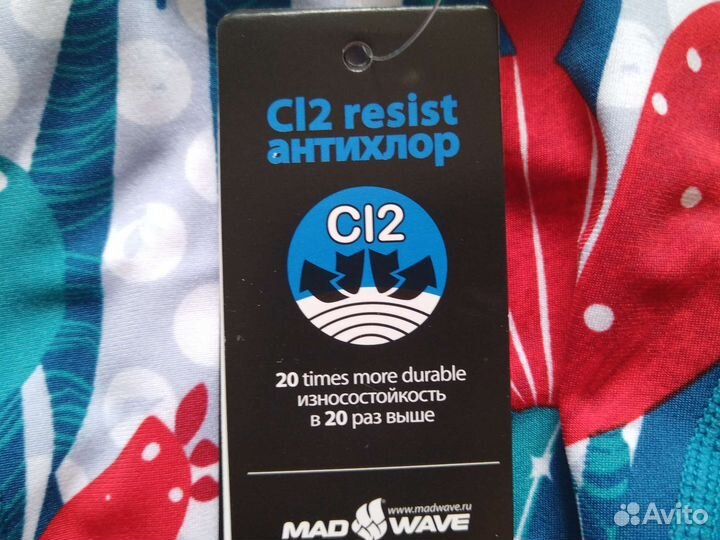 Cl2 resist
антихлор
Cl2
20 times more durable
износостойкость
в 20 раз выше
www.madwave.ru
MAD WAVE
Avito